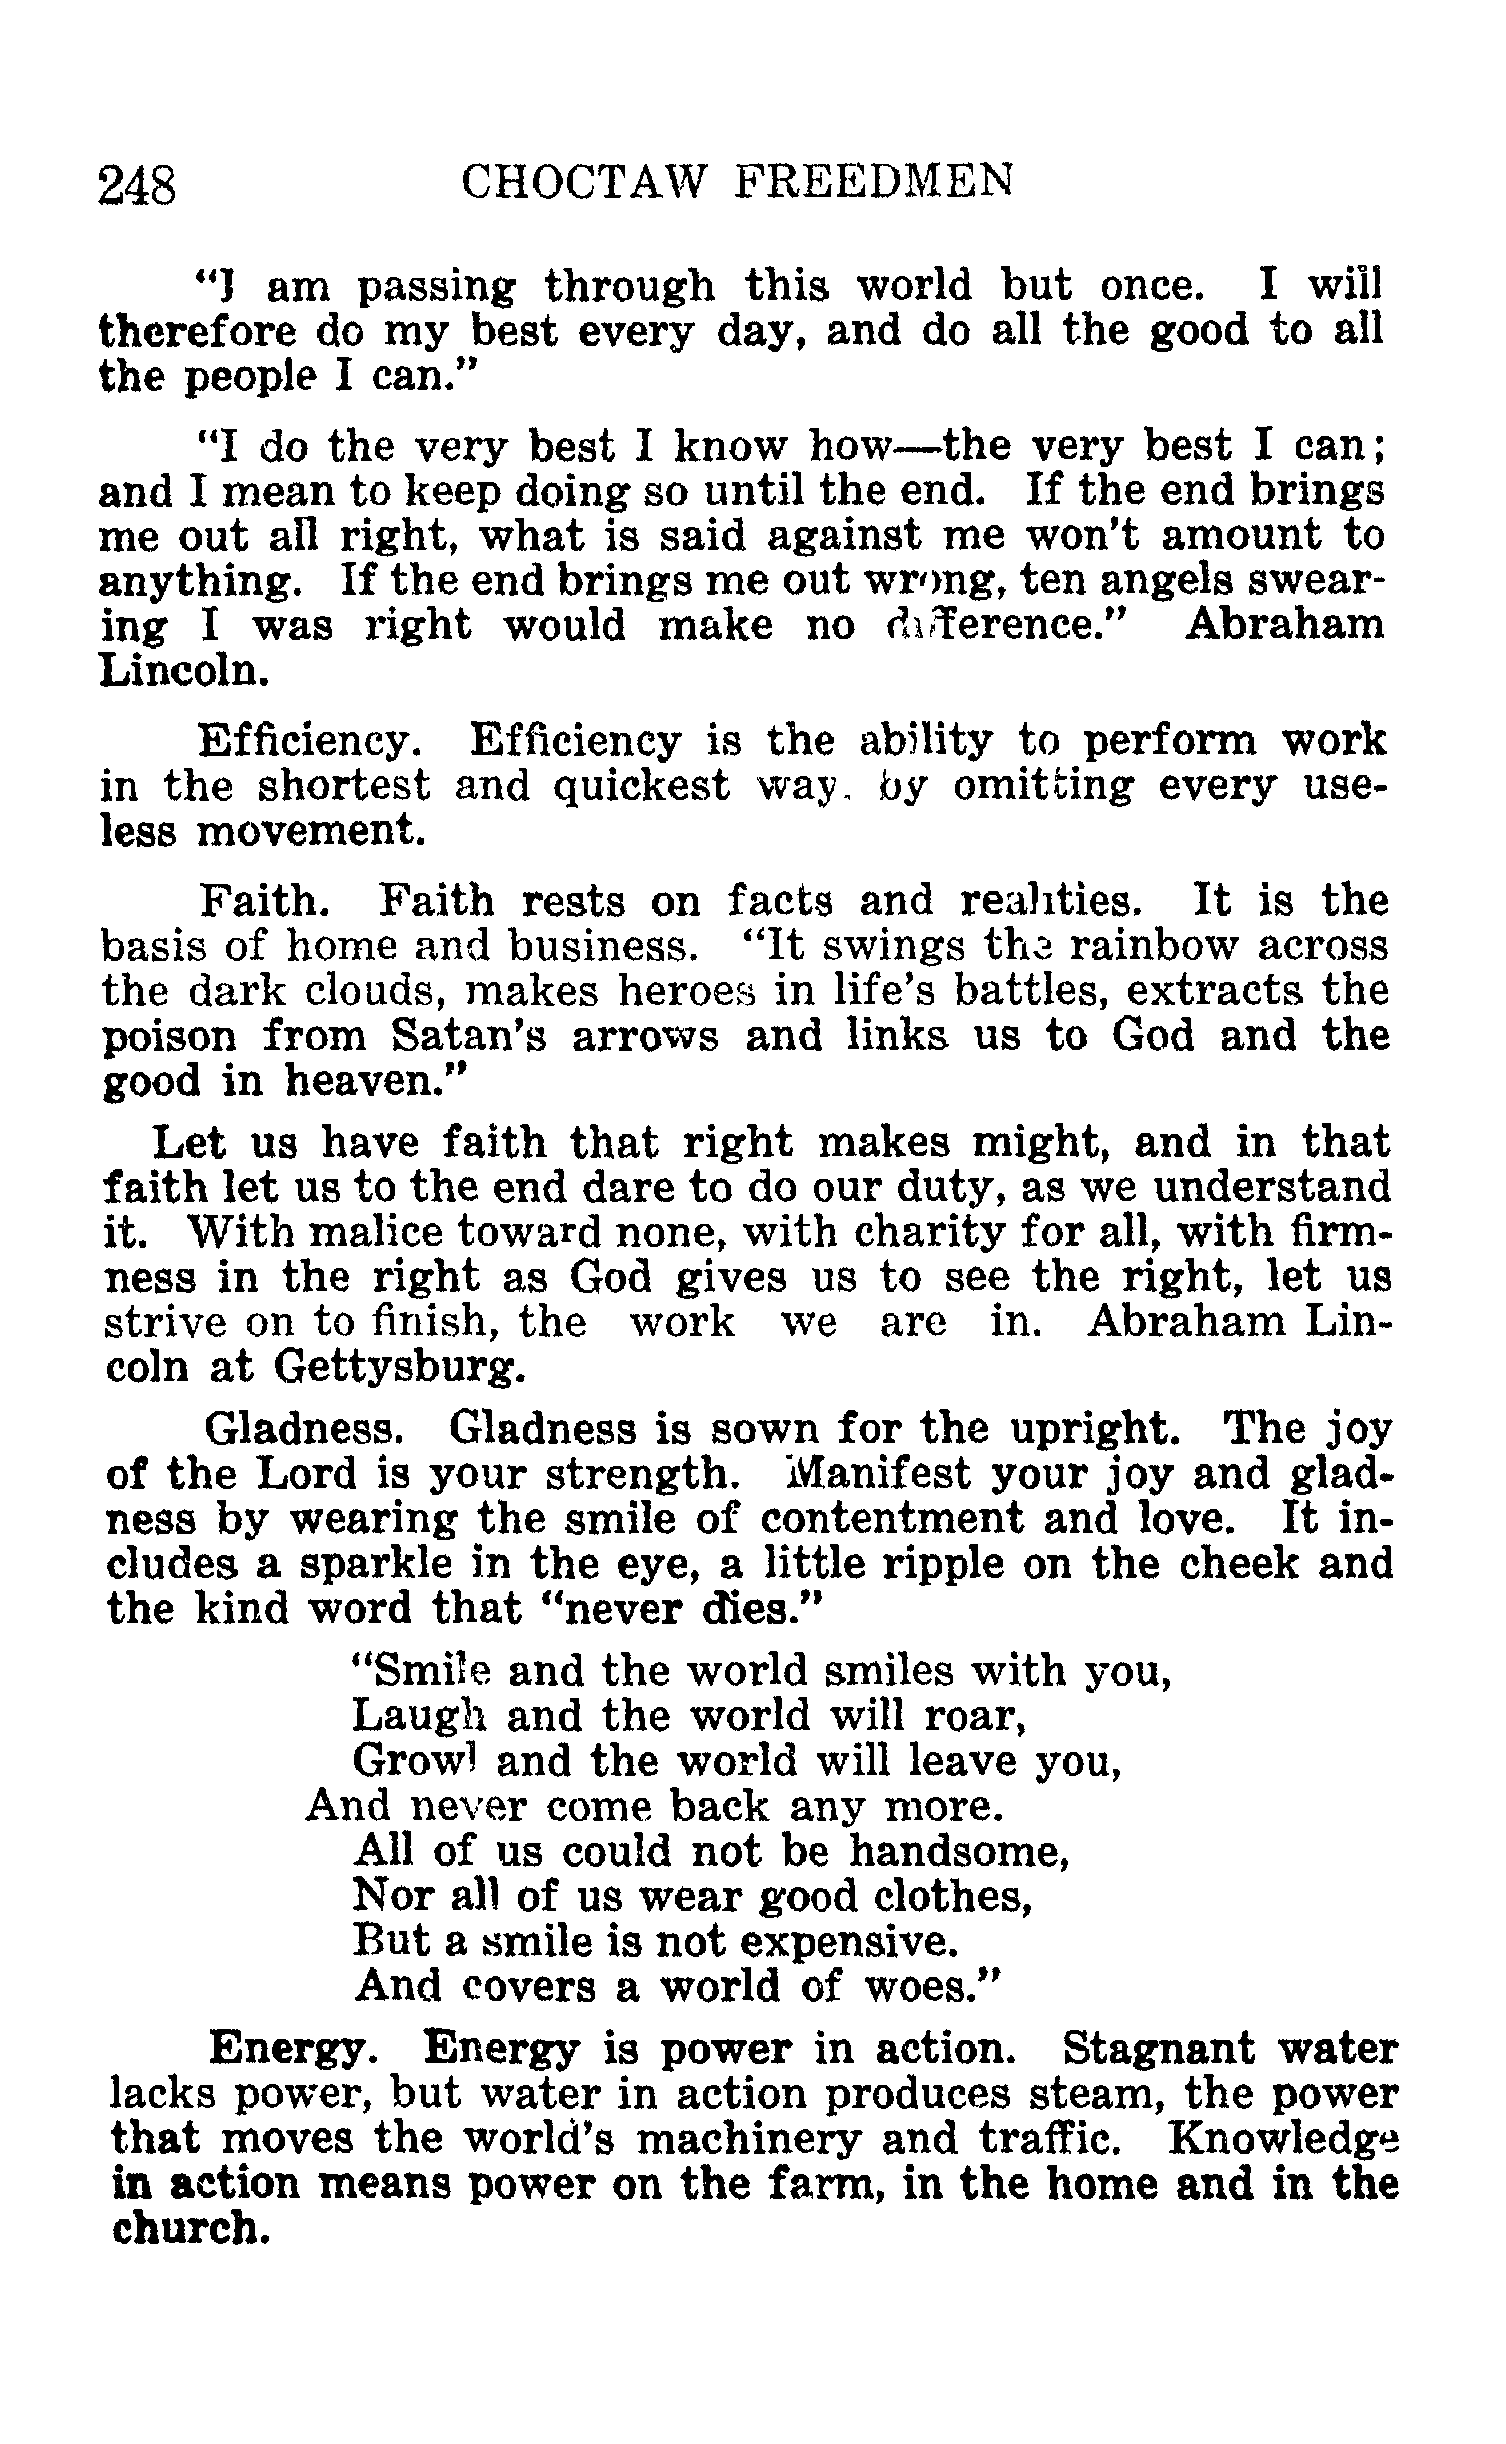 248 CHOCTAW FREEDMEN
"I am passing through this world but once. I will
therefore do my best every day, and do all the good to all
the people I can."
"I do the very best I know how—the very best I can;
and I mean to keep doing so until the end. If the end brings
me out all right, what is said against me won't amount to
anything. If the end brings me out wrong, ten angels swear-
ing I was right would make no difference." Abraham
Lincoln.
Efficiency. Efficiency is the ability to perform work
in the shortest and quickest way. by omitting every use-
less movement.
Faith. Faith rests on facts and realities. It is the
basis of home and business. "It swings the rainbow across
the dark clouds, makes heroes in life's battles, extracts the
poison from Satan's arrows and links us to God and the
good in heaven."
Let us have faith that right makes might, and in that
faith let us to the end dare to do our duty, as we understand
it. With malice toward none, with charity for all, with firm-
ness in the right as God gives us to see the right, let us
strive on to finish, the work we are in. Abraham Lin-
coln at Gettysburg.
Gladness. Gladness is sown for the upright. The joy
of the Lord is your strength. Manifest your joy and glad-
ness by wearing the smile of contentment and love. It in-
cludes a sparkle in the eye, a little ripple on the cheek and
the kind word that "never dies."
"Smile and the world smiles with you,
Laugh and the world will roar,
Growl and the world will leave you,
And never come back any more.
All of us could not be handsome,
Nor all of us wear good clothes,
But a smile is not expensive.
And covers a world of woes."
Energy. Energy is power in action. Stagnant water
lacks power, but water in action produces steam, the power
that moves the world's machinery and traffic. Knowledge
in action means power on the farm, in the home and in the
church.